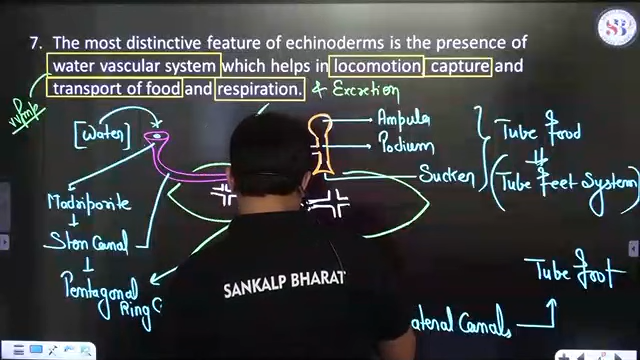 7. The most distinctive feature of echinoderms is the presence of
water vascular system which helps in locomotion capture and
transport of food and respiration. & Excretion
vvimp
[Water]
Madriporite
Ston Canal
Pentagonal
Ring C
Ampula
Podium
Sucker
Tube food
(Tube feet System)
Tube foot
ateral Canals
SANKALP BHARAT
SB